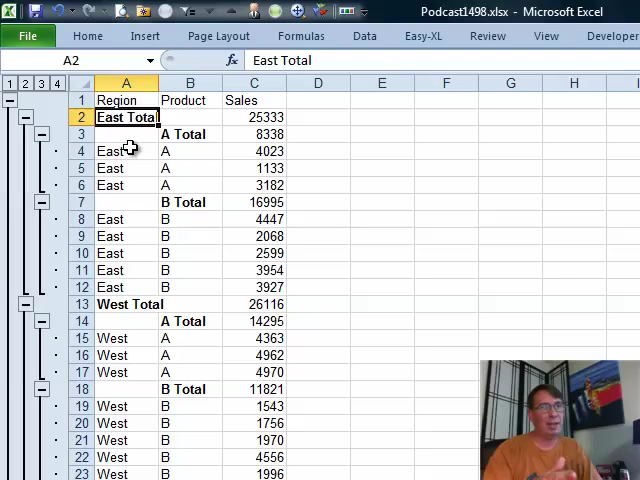 Podcast1498.xlsx - Microsoft Excel
File Home Insert Page Layout Formulas Data Easy-XL Review View Developer
A2 fx East Total
1 2 3 4 A B C D E F G H I
1 Region Product Sales
2 East Total 25333
3 A Total 8338
4 East A 4023
5 East A 1133
6 East A 3182
7 B Total 16995
8 East B 4447
9 East B 2068
10 East B 2599
11 East B 3954
12 East B 3927
13 West Total 26116
14 A Total 14295
15 West A 4363
16 West A 4962
17 West A 4970
18 B Total 11821
19 West B 1543
20 West B 1756
21 West B 1970
22 West B 4556
23 West B 1996